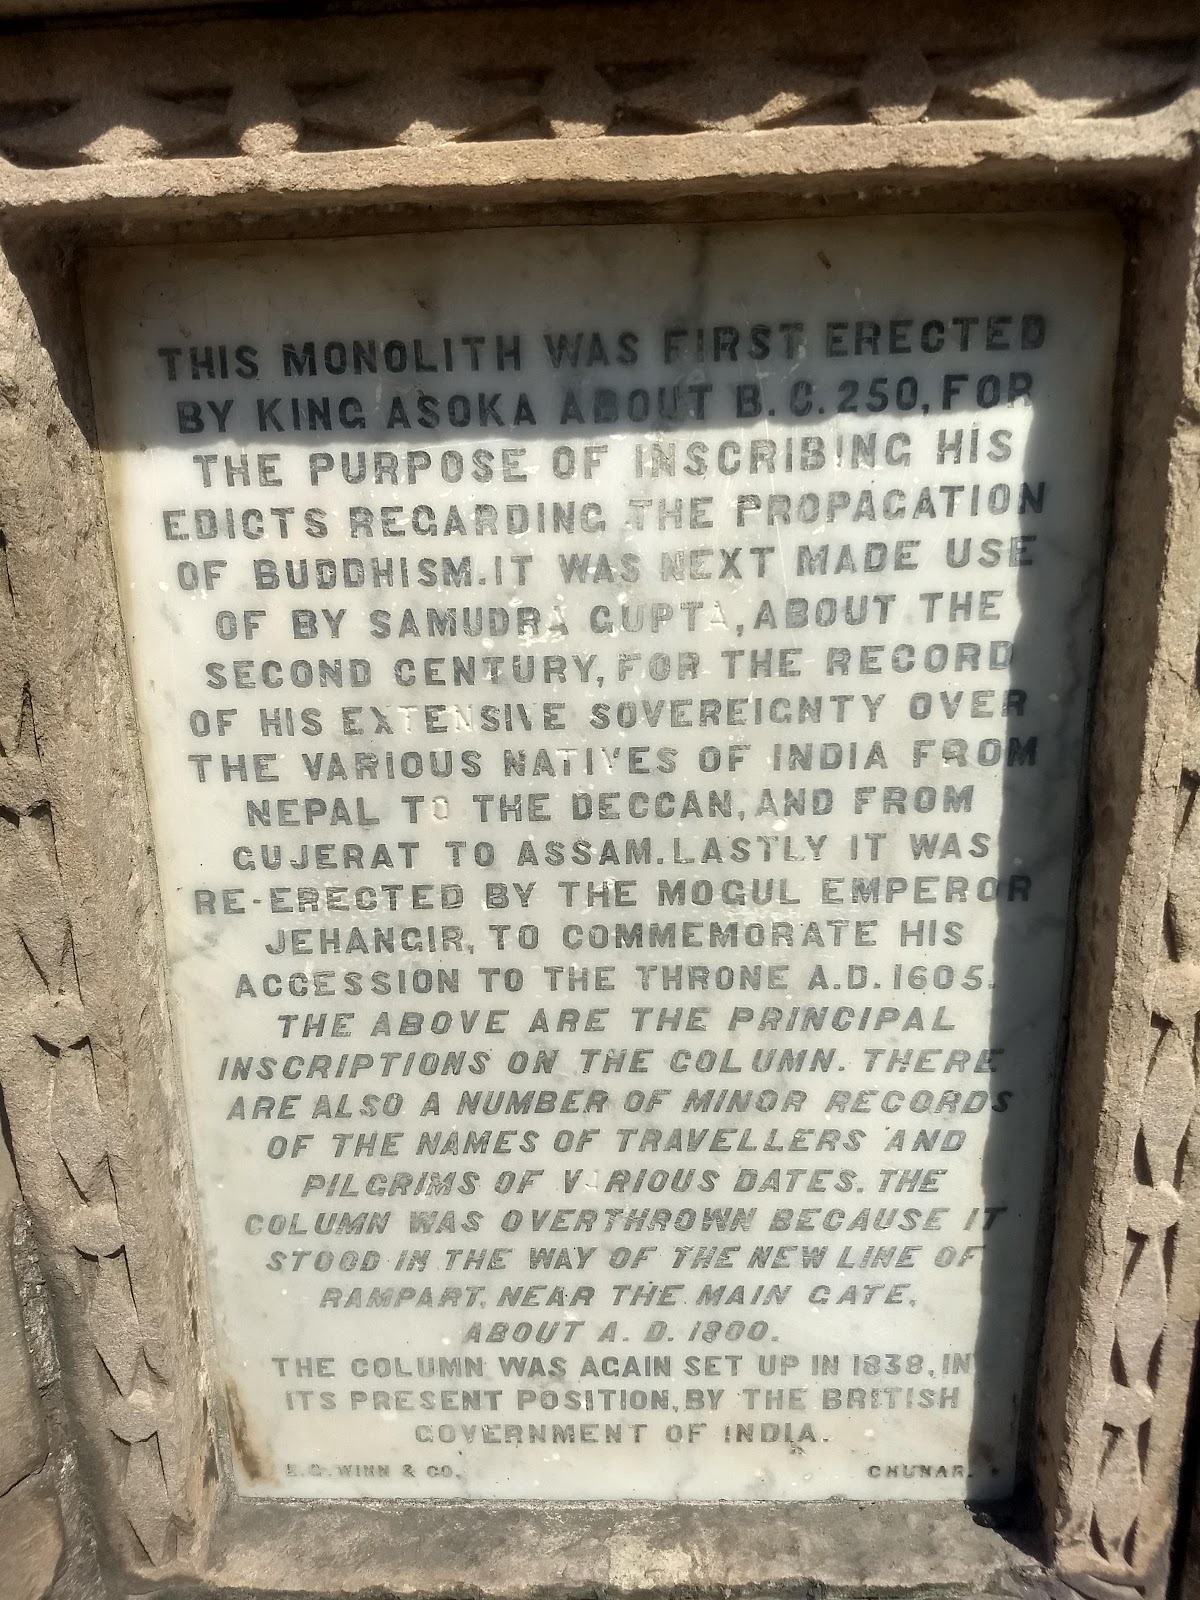 THIS MONOLITH WAS FIRST ERECTED
BY KING ASOKA ABOUT B.C.250, FOR
THE PURPOSE OF INSCRIBING HIS
EDICTS REGARDING THE PROPAGATION
OF BUDDHISM. IT WAS NEXT MADE USE
OF BY SAMUDRA GUPTA, ABOUT THE
SECOND CENTURY, FOR THE RECORD
OF HIS EXTENSIVE SOVEREIGNTY OVER
THE VARIOUS NATIVES OF INDIA FROM
NEPAL TO THE DECCAN, AND FROM
GUJERAT TO ASSAM. LASTLY IT WAS
RE-ERECTED BY THE MOGUL EMPEROR
JEHANGIR, TO COMMEMORATE HIS
ACCESSION TO THE THRONE A.D.1605.
THE ABOVE ARE THE PRINCIPAL
INSCRIPTIONS ON THE COLUMN. THERE
ARE ALSO A NUMBER OF MINOR RECORDS
OF THE NAMES OF TRAVELLERS AND
PILGRIMS OF VARIOUS DATES. THE
COLUMN WAS OVERTHROWN BECAUSE IT
STOOD IN THE WAY OF THE NEW LINE OF
RAMPART, NEAR THE MAIN GATE,
ABOUT A. D. 1800.
THE COLUMN WAS AGAIN SET UP IN 1838, IN
ITS PRESENT POSITION, BY THE BRITISH
GOVERNMENT OF INDIA.
WINN & CO. CHUNAR.